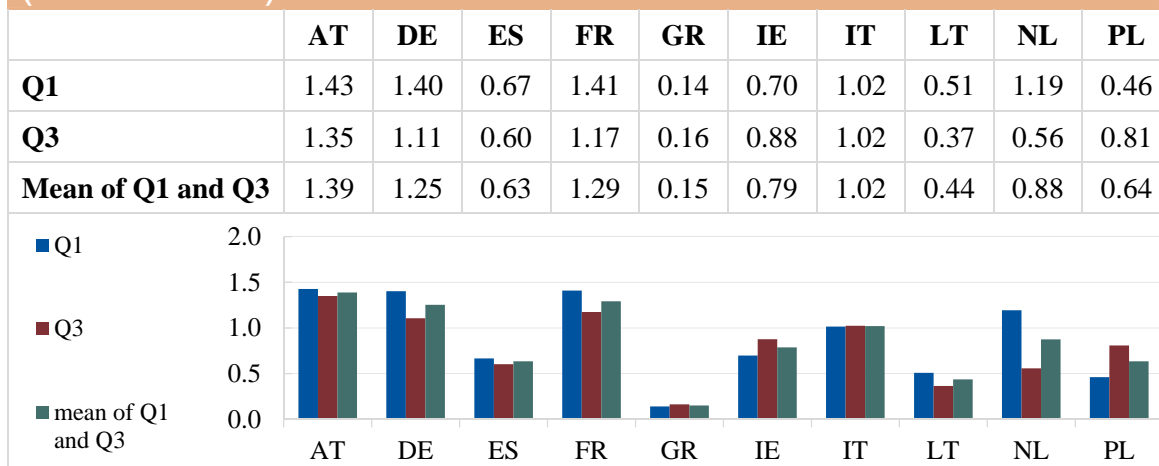 AT DE ES FR GR IE IT LT NL PL
Q1 1.43 1.40 0.67 1.41 0.14 0.70 1.02 0.51 1.19 0.46
Q3 1.35 1.11 0.60 1.17 0.16 0.88 1.02 0.37 0.56 0.81
Mean of Q1 and Q3 1.39 1.25 0.63 1.29 0.15 0.79 1.02 0.44 0.88 0.64
Q1
Q3
mean of Q1
and Q3
2.0
1.5
1.0
0.5
0.0
AT DE ES FR GR IE IT LT NL PL